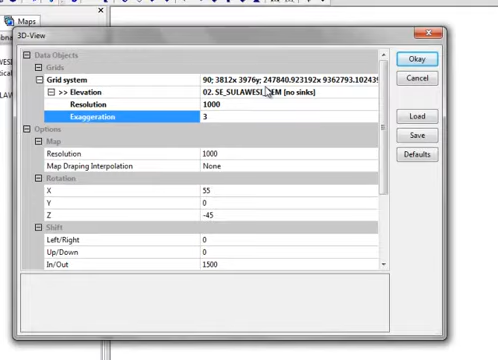 Maps
3D-View
Data Objects
Grids
Grid system 90; 3812x 3976y; 247840.923192x 9362793.102439
>> Elevation 02. SE_SULAWESI_DEM [no sinks]
Resolution 1000
Exaggeration 3
Options
Map
Resolution 1000
Map Draping Interpolation None
Rotation
X 55
Y 0
Z -45
Shift
Left/Right 0
Up/Down 0
In/Out 1500
Okay
Cancel
Load
Save
Defaults